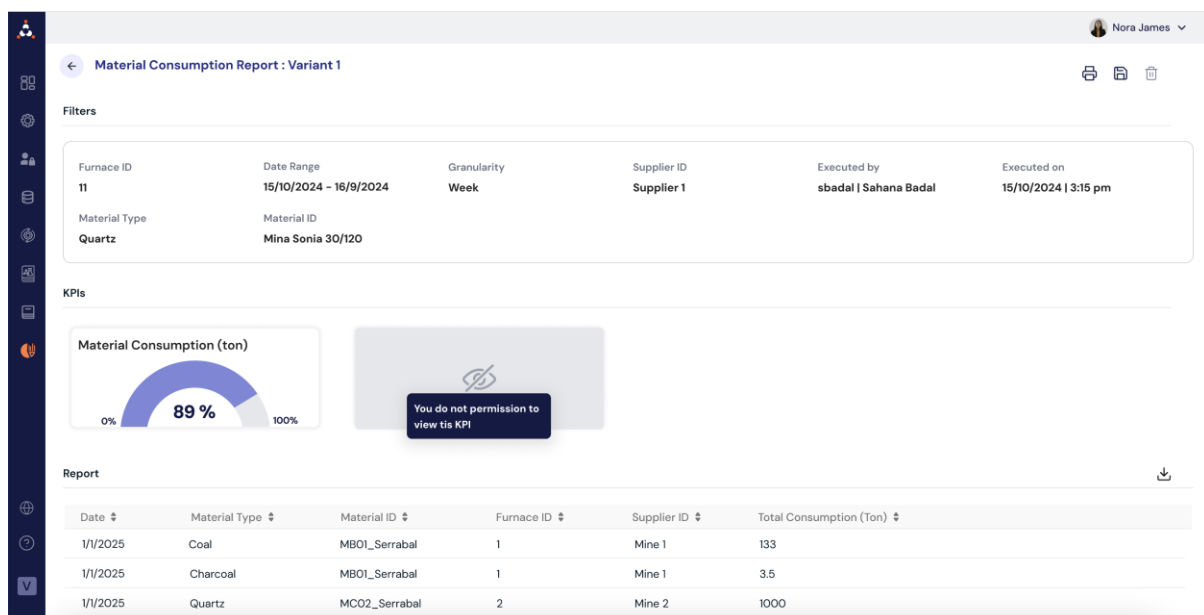 Nora James
Material Consumption Report : Variant 1
Filters
Furnace ID Date Range Granularity Supplier ID Executed by Executed on
11 15/10/2024 - 16/9/2024 Week Supplier 1 sbadal | Sahana Badal 15/10/2024 | 3:15 pm
Material Type Material ID
Quartz Mina Sonia 30/120
KPIs
Material Consumption (ton)
89 %
0% 100%
You do not permission to
view tis KPI
Report
Date Material Type Material ID Furnace ID Supplier ID Total Consumption (Ton)
1/1/2025 Coal MB01_Serrabal 1 Mine 1 133
1/1/2025 Charcoal MB01_Serrabal 1 Mine 1 3.5
1/1/2025 Quartz MC02_Serrabal 2 Mine 2 1000
V